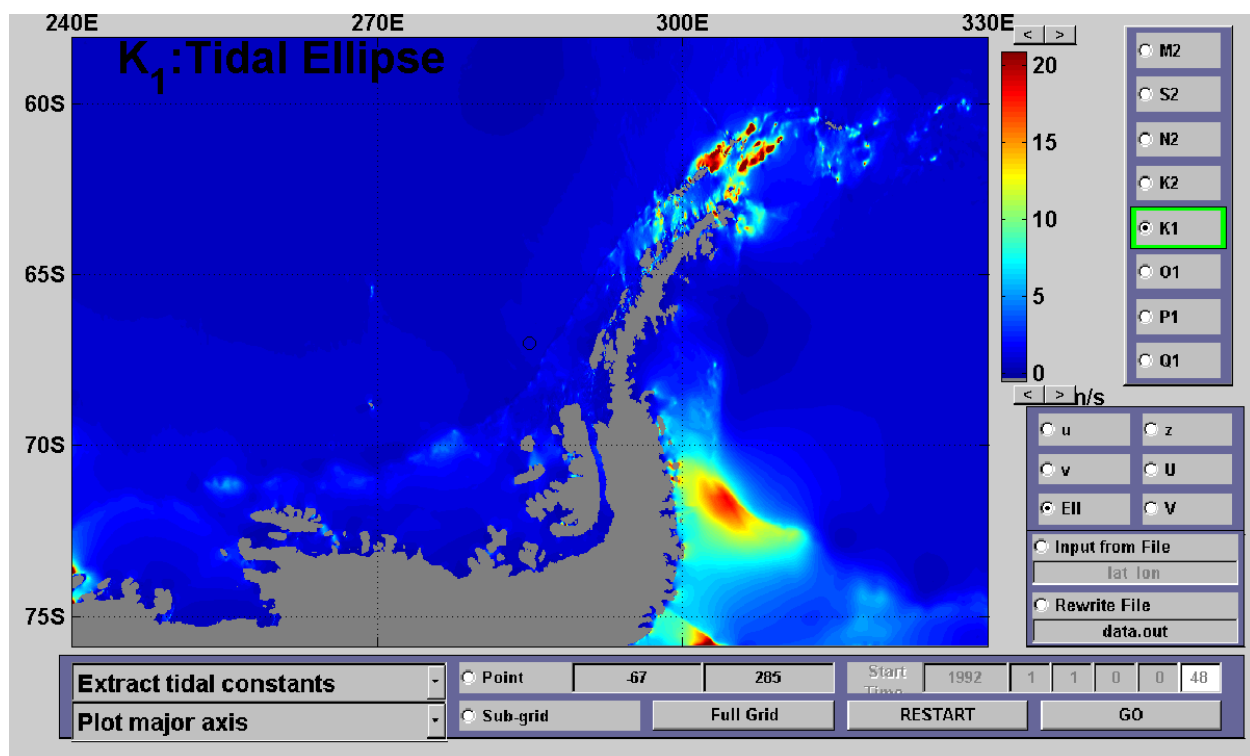 240E 270E 300E 330E
K1:Tidal Ellipse
< >
60S
65S
70S
75S
20
15
10
5
0
< > n/s
M2
S2
N2
K2
K1
O1
P1
Q1
u z
v U
Ell V
Input from File
lat lon
Rewrite File
data.out
Extract tidal constants
Plot major axis
Point -67 285
Start Time 1992 1 1 0 0 48
Sub-grid Full Grid RESTART GO